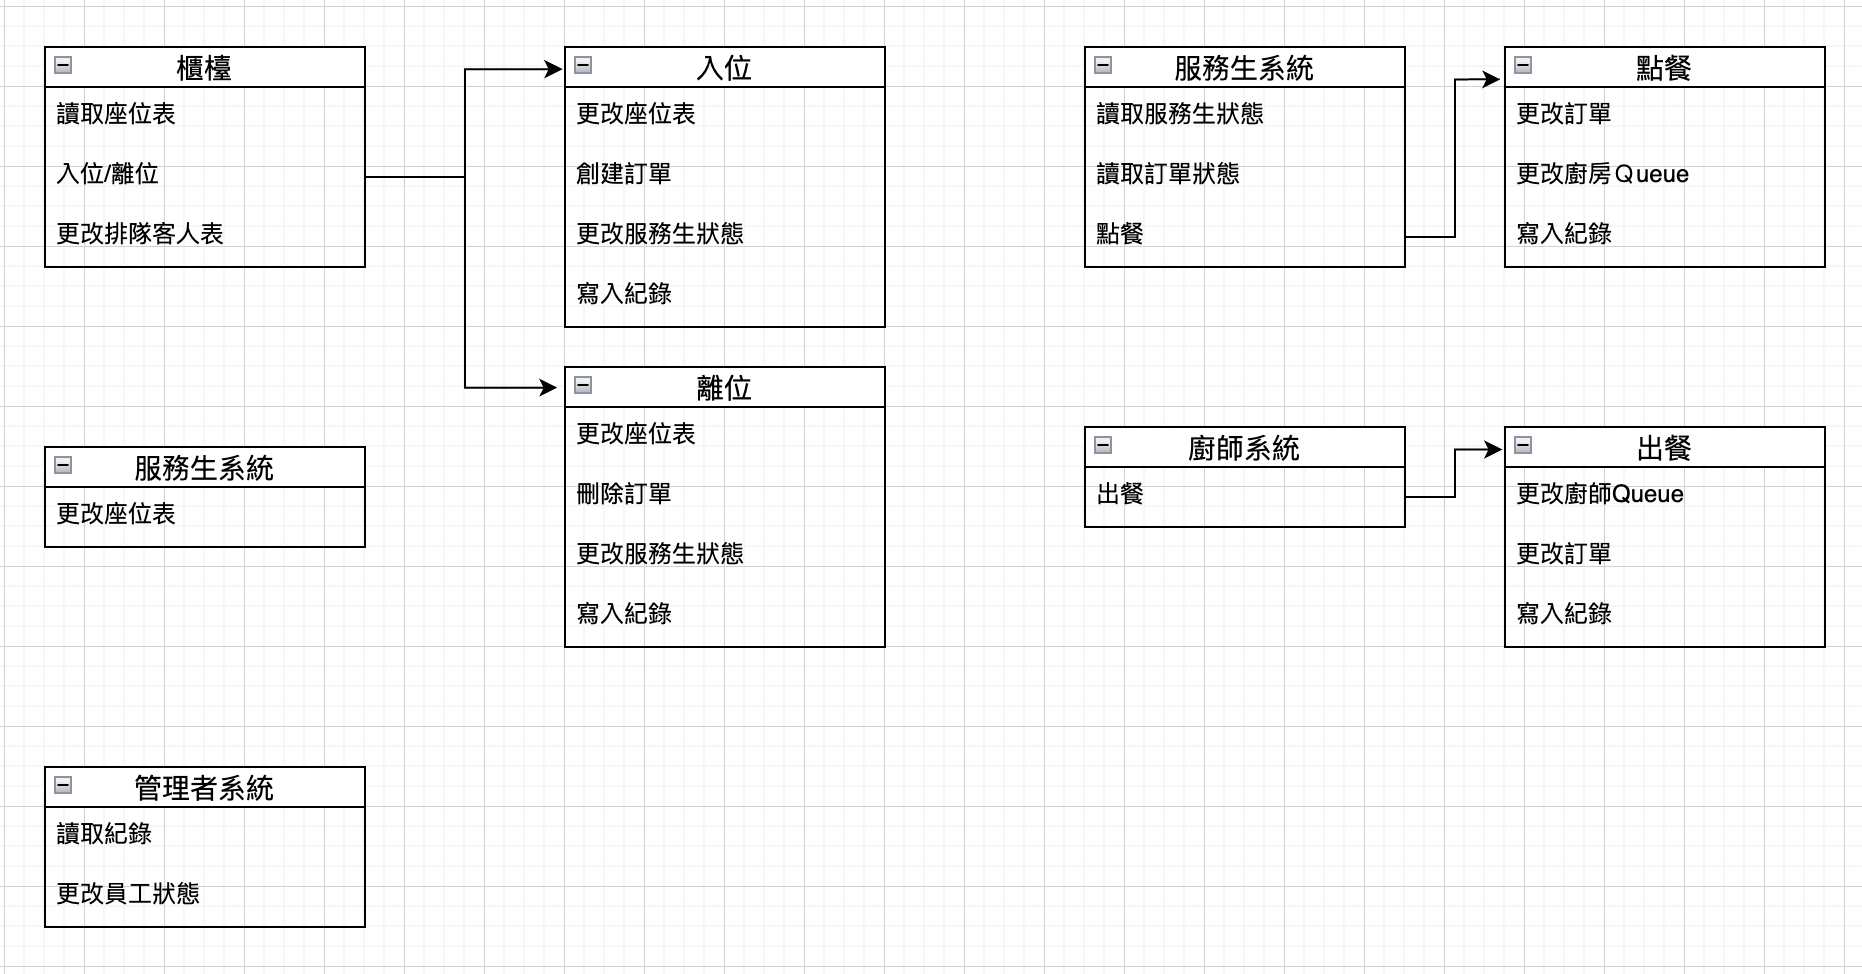 櫃檯
讀取座位表
入位/離位
更改排隊客人表
入位
更改座位表
創建訂單
更改服務生狀態
寫入紀錄
離位
更改座位表
刪除訂單
更改服務生狀態
寫入紀錄
服務生系統
更改座位表
管理者系統
讀取紀錄
更改員工狀態
服務生系統
讀取服務生狀態
讀取訂單狀態
點餐
點餐
更改訂單
更改廚房Ｑueue
寫入紀錄
廚師系統
出餐
出餐
更改廚師Queue
更改訂單
寫入紀錄